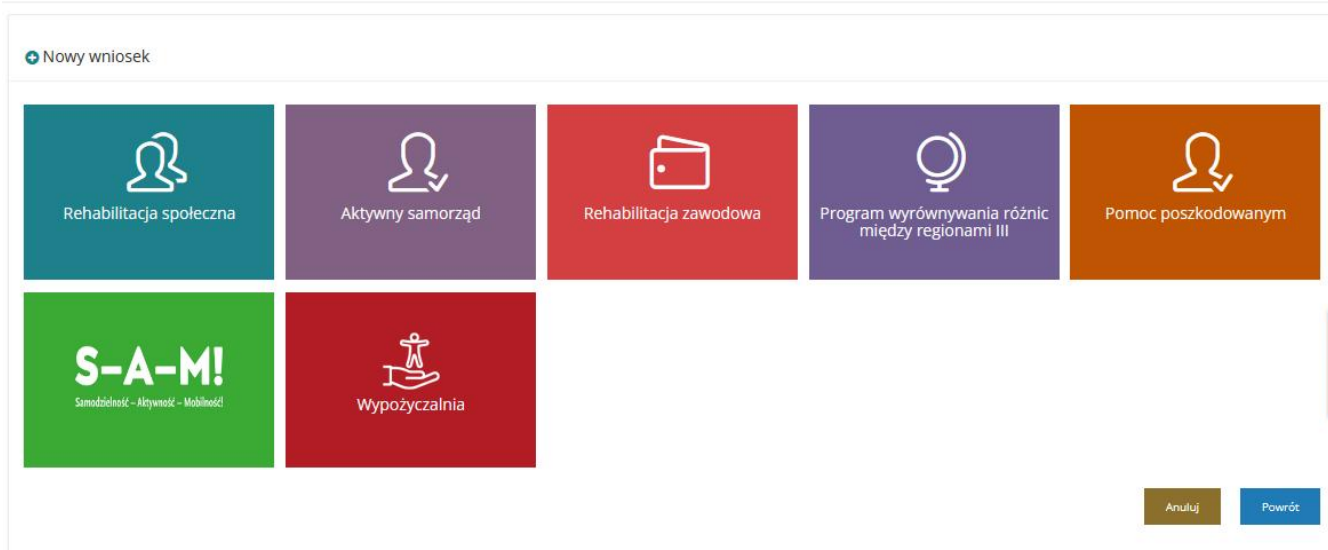 Nowy wniosek
Rehabilitacja społeczna
Aktywny samorząd
Rehabilitacja zawodowa
Program wyrównywania różnic
między regionami III
Pomoc poszkodowanym
S-A-M!
Samodzielność – Aktywność – Mobilność!
Wypożyczalnia
Anuluj
Powrót